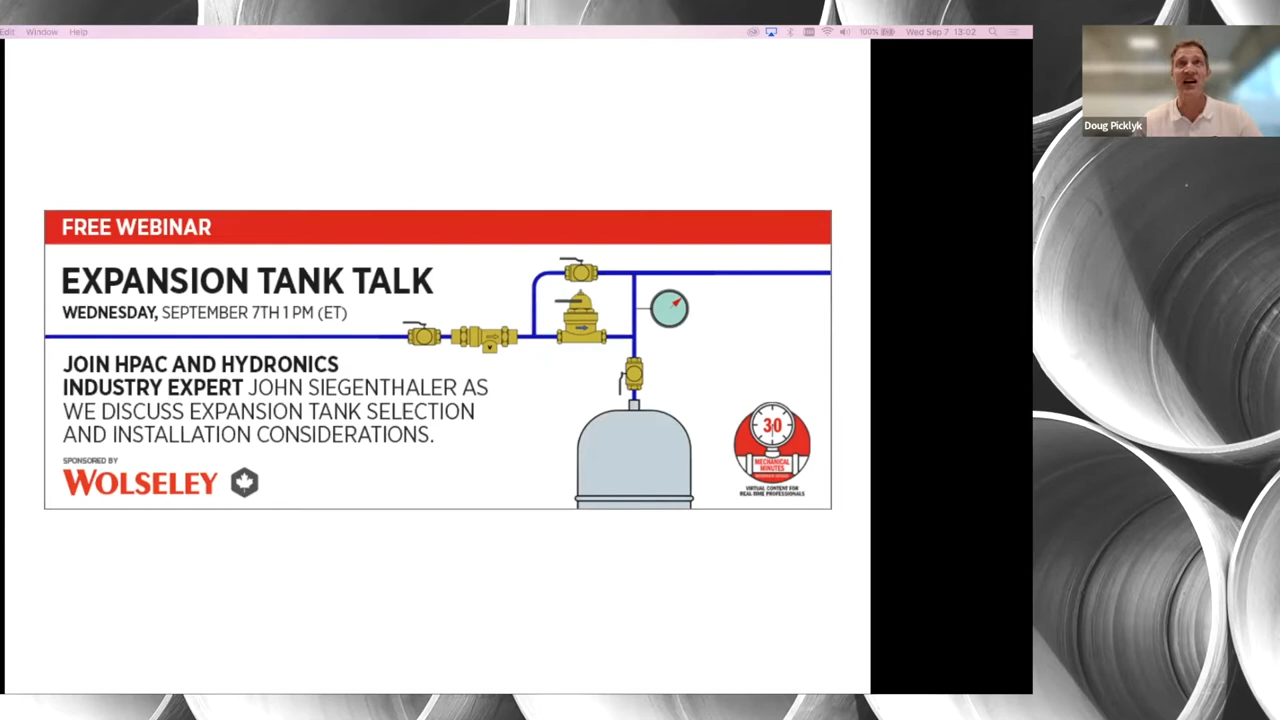 Edit Window Help
100% Wed Sep 7 13:02
Doug Picklyk
FREE WEBINAR
EXPANSION TANK TALK
WEDNESDAY, SEPTEMBER 7TH 1 PM (ET)
JOIN HPAC AND HYDRONICS
INDUSTRY EXPERT JOHN SIEGENTHALER AS
WE DISCUSS EXPANSION TANK SELECTION
AND INSTALLATION CONSIDERATIONS.
SPONSORED BY
WOLSELEY
30
MECHANICAL
MINUTES
VIRTUAL CONTENT FOR
REAL-TIME PROFESSIONALS